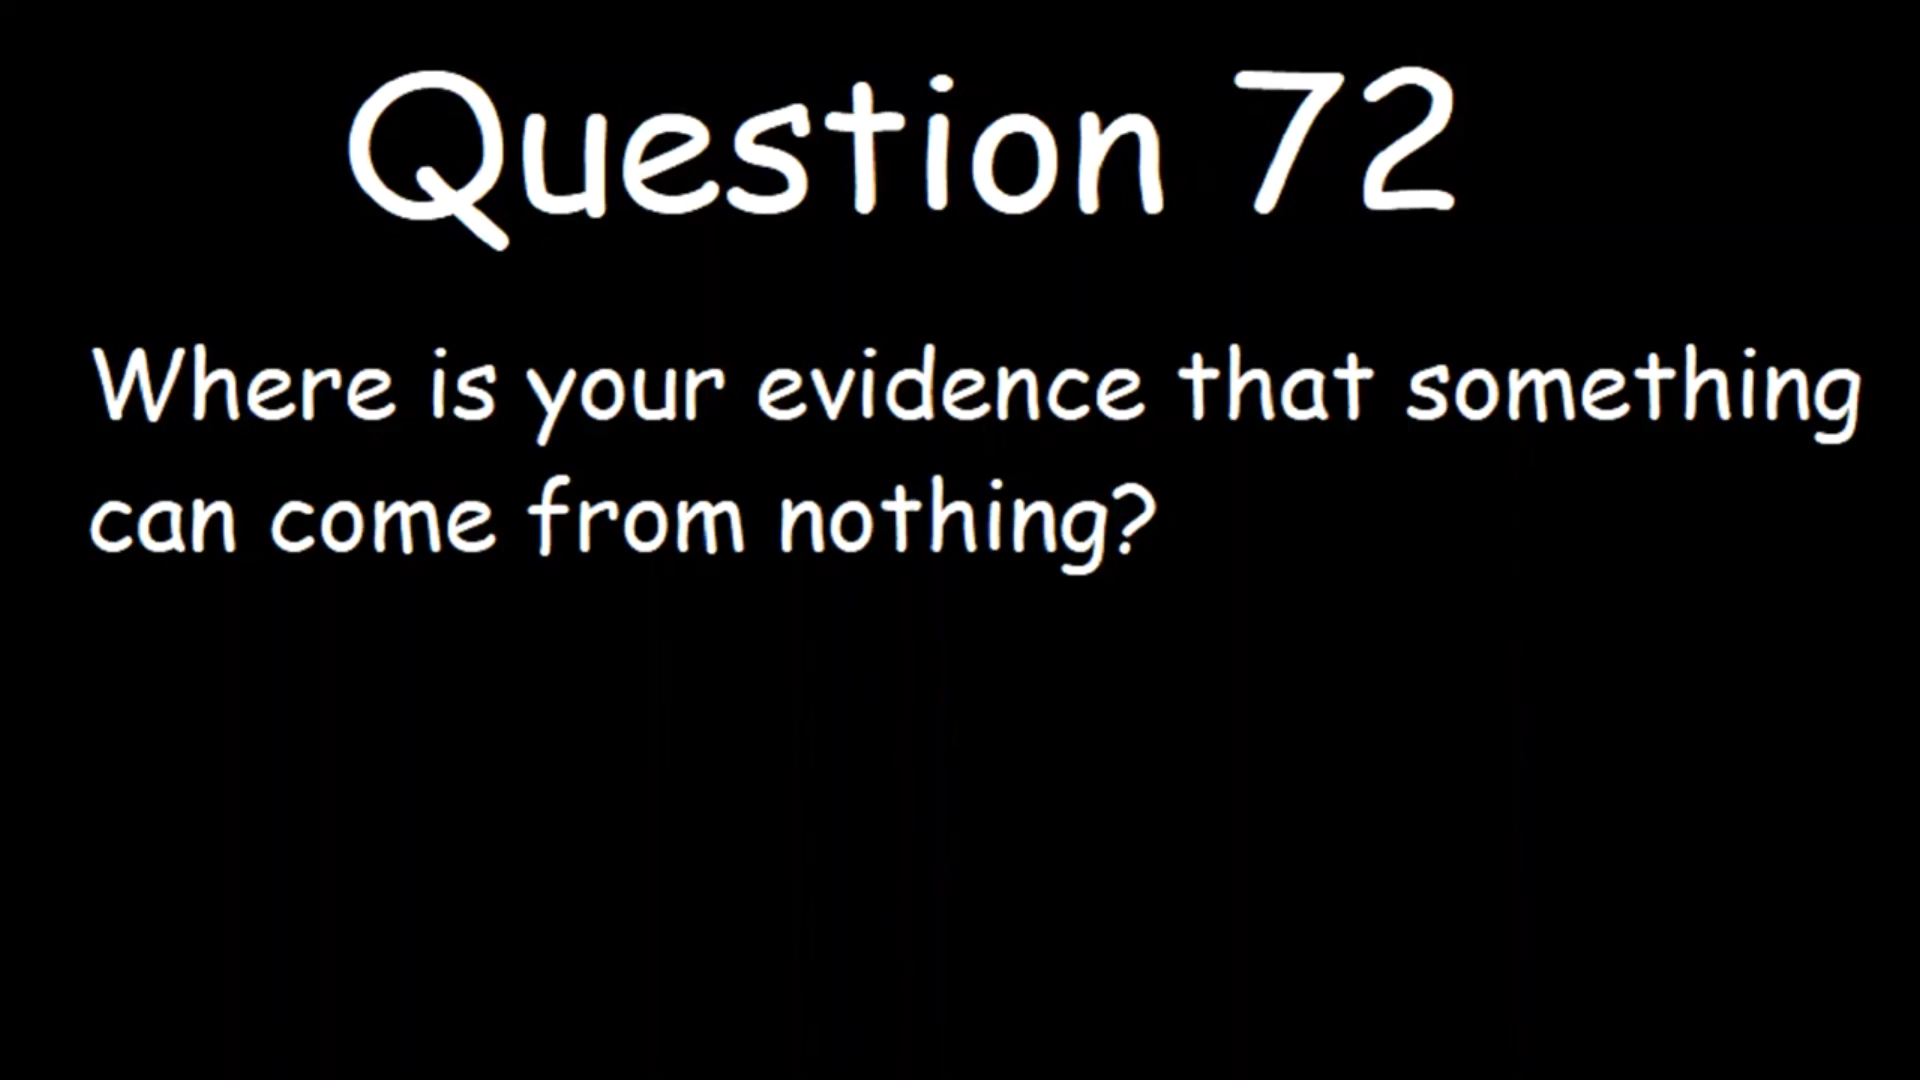 Question 72
Where is your evidence that something
can come from nothing?